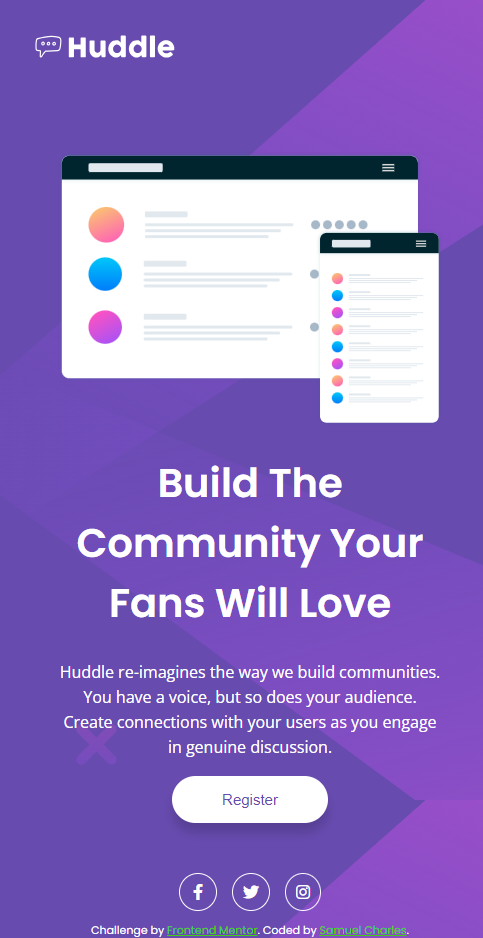 Huddle
Build The
Community Your
Fans Will Love
Huddle re-imagines the way we build communities.
You have a voice, but so does your audience.
Create connections with your users as you engage
in genuine discussion.
Register
Challenge by Frontend Mentor. Coded by Samuel Charles.